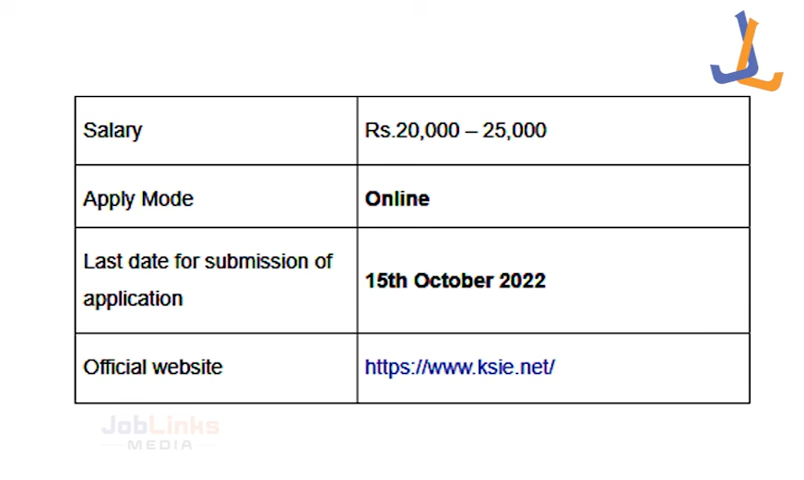 Salary
Rs.20,000 – 25,000
Apply Mode
Online
Last date for submission of
application
15th October 2022
Official website
https://www.ksie.net/
JobLinks
MEDIA